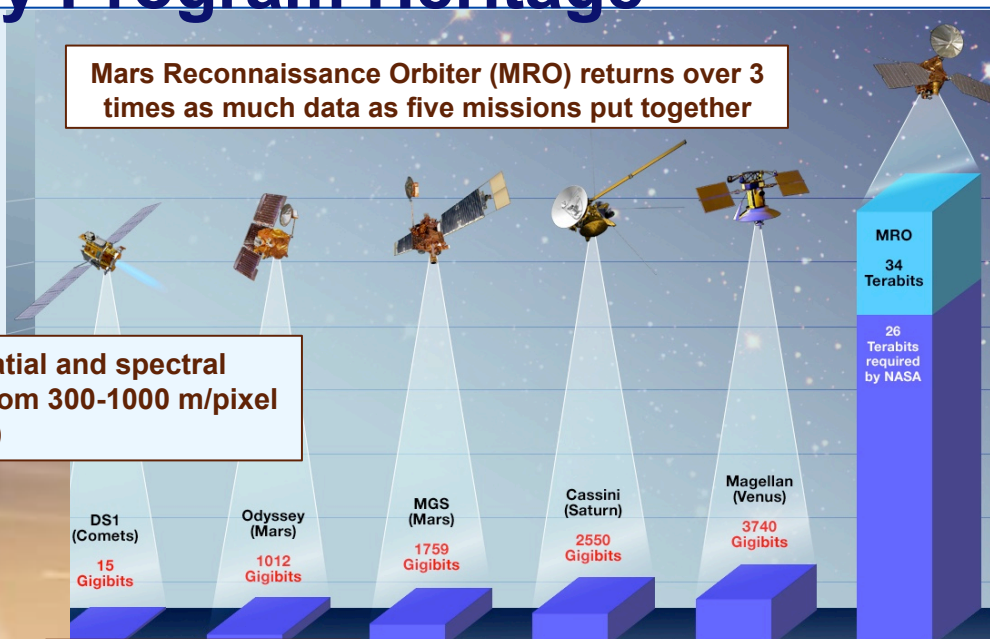 Program Heritage
Mars Reconnaissance Orbiter (MRO) returns over 3
times as much data as five missions put together
MRO
34
Terabits
26
Terabits
required
by NASA
and spectral
300-1000 m/pixel
DS1
(Comets)
15
Gigibits
Odyssey
(Mars)
1012
Gigibits
MGS
(Mars)
1759
Gigibits
Cassini
(Saturn)
2550
Gigibits
Magellan
(Venus)
3740
Gigibits